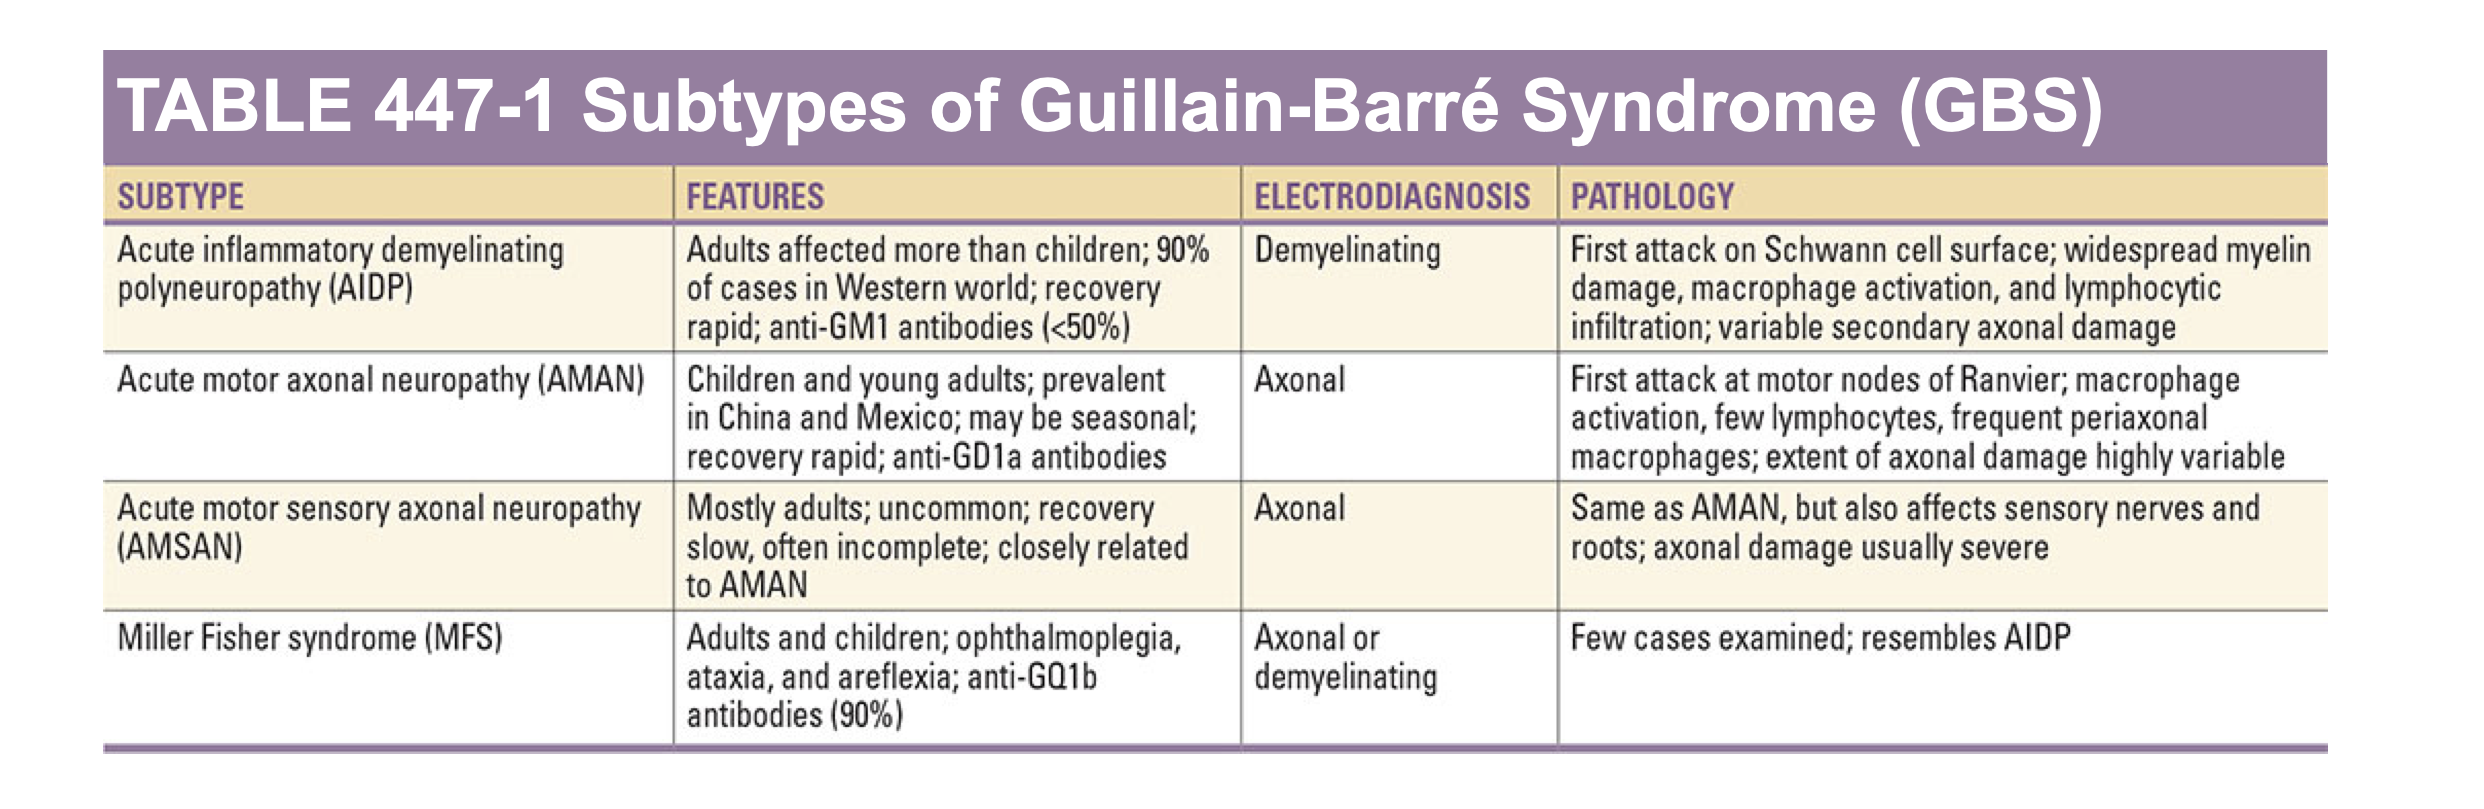 TABLE 447-1 Subtypes of Guillain-Barré Syndrome (GBS)
SUBTYPE
FEATURES
ELECTRODIAGNOSIS
PATHOLOGY
Acute inflammatory demyelinating
polyneuropathy (AIDP)
Adults affected more than children; 90%
of cases in Western world; recovery
rapid; anti-GM1 antibodies (<50%)
Demyelinating
First attack on Schwann cell surface; widespread myelin
damage, macrophage activation, and lymphocytic
infiltration; variable secondary axonal damage
Acute motor axonal neuropathy (AMAN)
Children and young adults; prevalent
in China and Mexico; may be seasonal;
recovery rapid; anti-GD1a antibodies
Axonal
First attack at motor nodes of Ranvier; macrophage
activation, few lymphocytes, frequent periaxonal
macrophages; extent of axonal damage highly variable
Acute motor sensory axonal neuropathy
(AMSAN)
Mostly adults; uncommon; recovery
slow, often incomplete; closely related
to AMAN
Axonal
Same as AMAN, but also affects sensory nerves and
roots; axonal damage usually severe
Miller Fisher syndrome (MFS)
Adults and children; ophthalmoplegia,
ataxia, and areflexia; anti-GQ1b
antibodies (90%)
Axonal or
demyelinating
Few cases examined; resembles AIDP